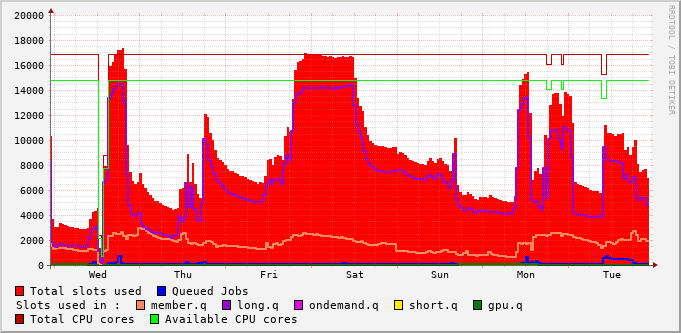 20000
18000
16000
14000
12000
10000
8000
6000
4000
2000
0
Wed Thu Fri Sat Sun Mon Tue
RRDTOOL / TOBI OETIKER
Total slots used Queued Jobs
Slots used in : member.q long.q ondemand.q short.q gpu.q
Total CPU cores Available CPU cores